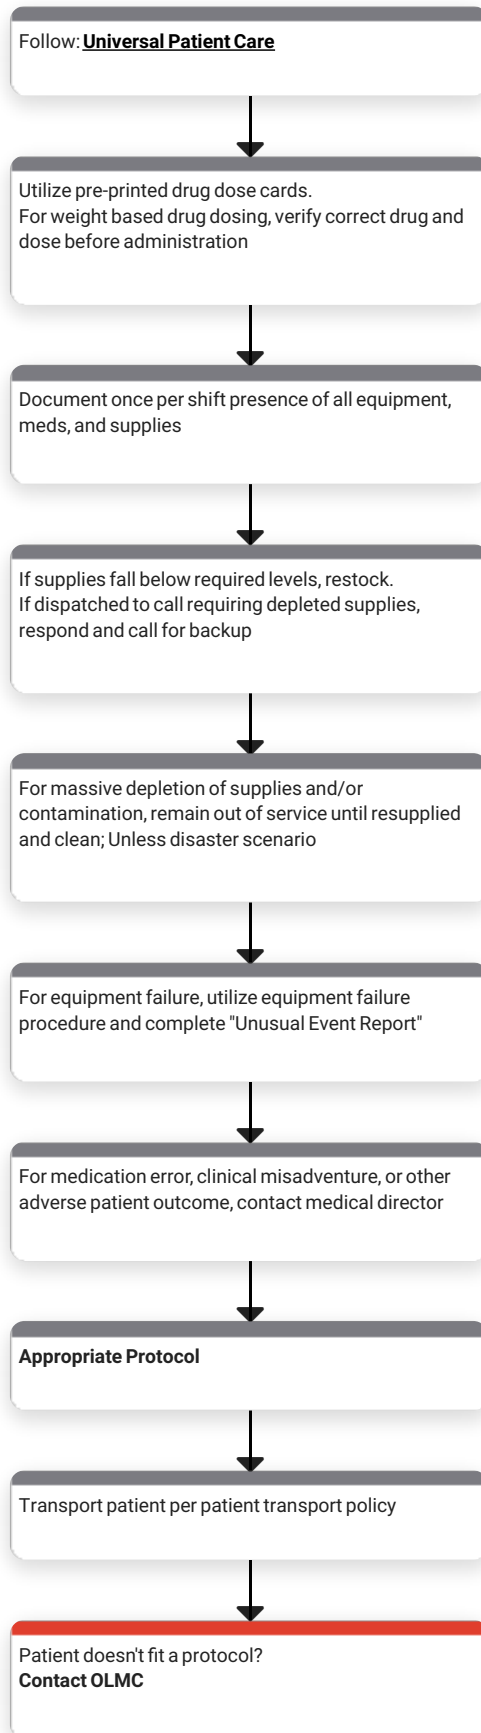 Follow: Universal Patient Care
Utilize pre-printed drug dose cards.
For weight based drug dosing, verify correct drug and
dose before administration
Document once per shift presence of all equipment,
meds, and supplies
If supplies fall below required levels, restock.
If dispatched to call requiring depleted supplies,
respond and call for backup
For massive depletion of supplies and/or
contamination, remain out of service until resupplied
and clean; Unless disaster scenario
For equipment failure, utilize equipment failure
procedure and complete "Unusual Event Report"
For medication error, clinical misadventure, or other
adverse patient outcome, contact medical director
Appropriate Protocol
Transport patient per patient transport policy
Patient doesn't fit a protocol?
Contact OLMC